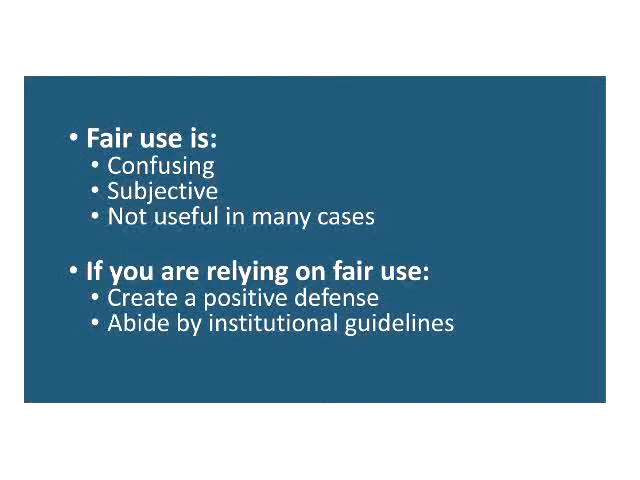 • Fair use is:
• Confusing
• Subjective
• Not useful in many cases
• If you are relying on fair use:
• Create a positive defense
• Abide by institutional guidelines